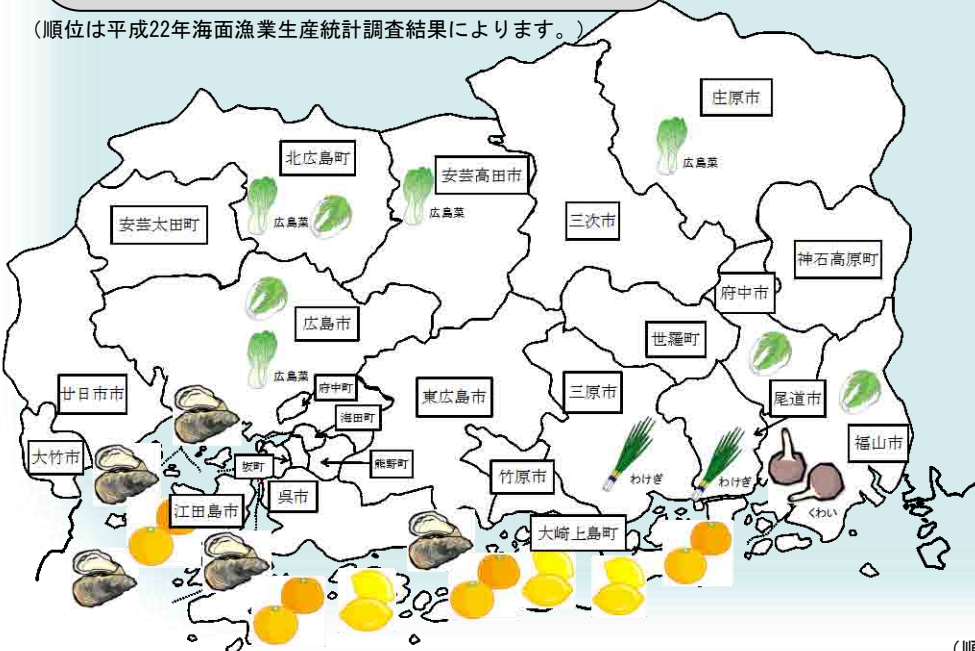 (順位は平成22年海面漁業生産統計調査結果によります。)
庄原市
広島菜
北広島町
広島菜
安芸高田市
広島菜
安芸太田町
三次市
神石高原町
府中市
広島市
広島菜
世羅町
廿日市市
府中町
海田町
東広島市
三原市
尾道市
大竹市
坂町
熊野町
福山市
竹原市
わけぎ
わけぎ
くわい
江田島市
呉市
大崎上島町
(順